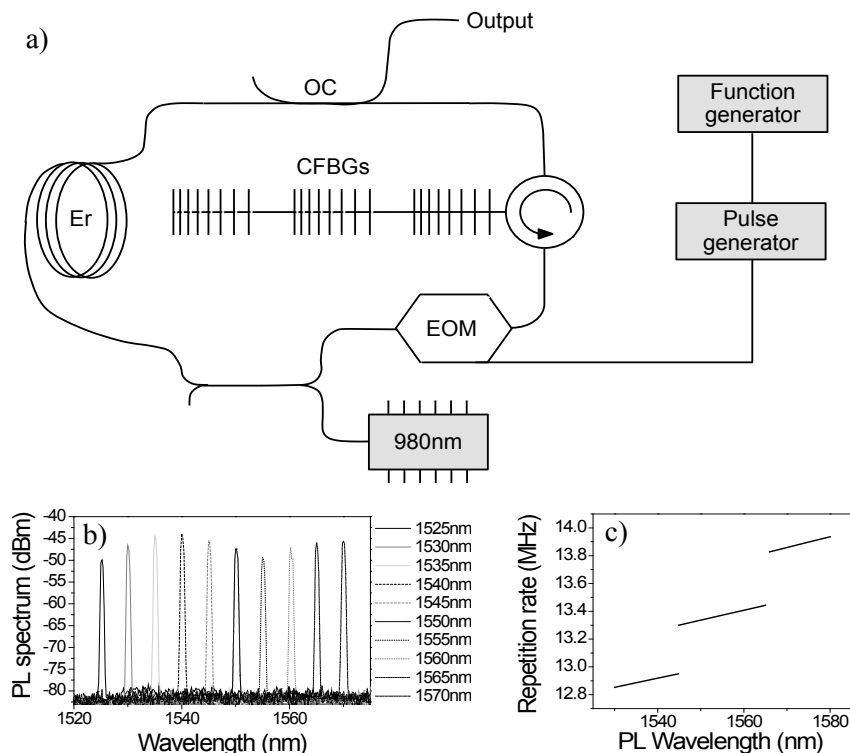 a)
Output
OC
Function
generator
CFBGs
Er
Pulse
generator
EOM
980nm
b)
PL spectrum (dBm)
-40
-45
-50
-55
-60
-65
-70
-75
-80
1520
1540
1560
Wavelength (nm)
1525nm
1530nm
1535nm
1540nm
1545nm
1550nm
1555nm
1560nm
1565nm
1570nm
c)
Repetition rate (MHz)
14.0
13.8
13.6
13.4
13.2
13.0
12.8
1540
1560
1580
PL Wavelength (nm)